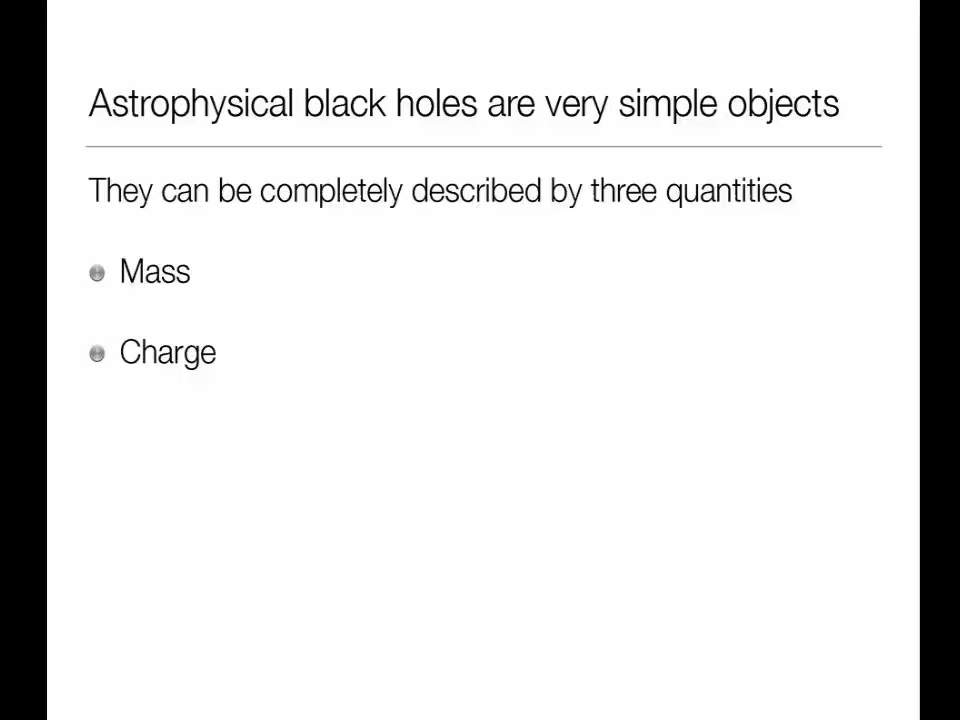 Astrophysical black holes are very simple objects
They can be completely described by three quantities
Mass
Charge